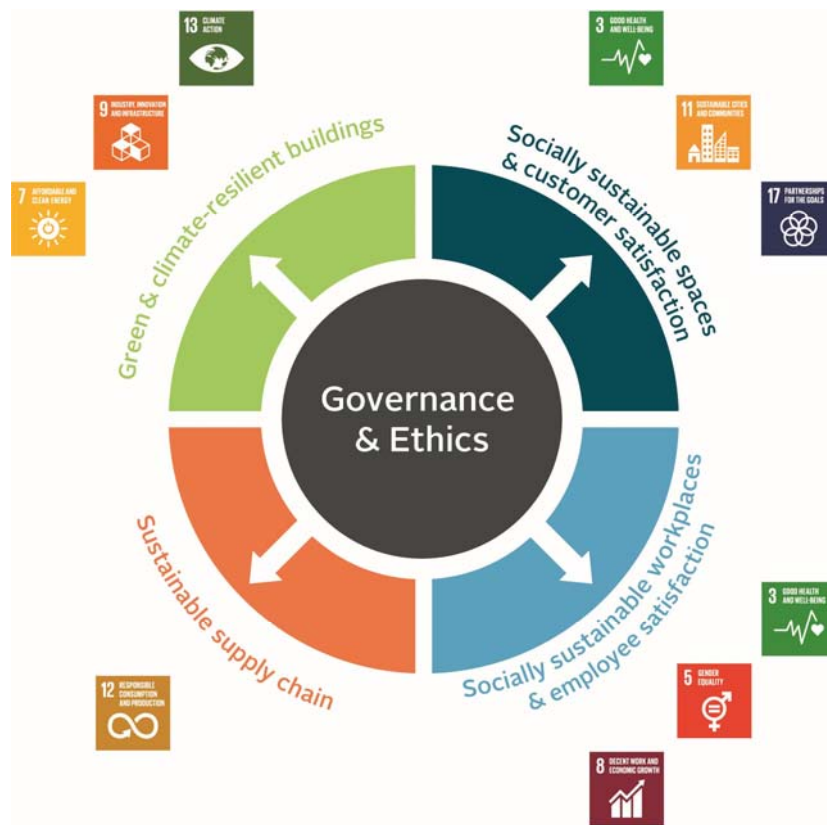 13 CLIMATE
ACTION
3 GOOD HEALTH
AND WELL-BEING
9 INDUSTRY, INNOVATION
AND INFRASTRUCTURE
11 SUSTAINABLE CITIES
AND COMMUNITIES
7 AFFORDABLE AND
CLEAN ENERGY
17 PARTNERSHIPS
FOR THE GOALS
Green & climate-resilient buildings
Socially sustainable spaces
& customer satisfaction
Governance
& Ethics
Sustainable supply chain
Socially sustainable workplaces
& employee satisfaction
3 GOOD HEALTH
AND WELL-BEING
12 RESPONSIBLE
CONSUMPTION
AND PRODUCTION
5 GENDER
EQUALITY
8 DECENT WORK AND
ECONOMIC GROWTH